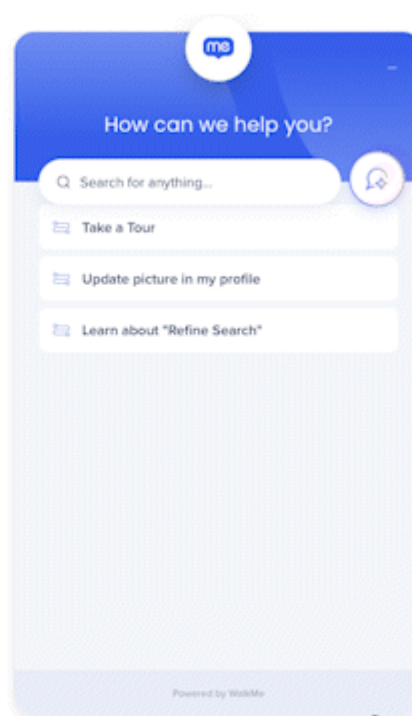 me
How can we help you?
Search for anything...
Take a Tour
Update picture in my profile
Learn about "Refine Search"
Powered by WalkMe